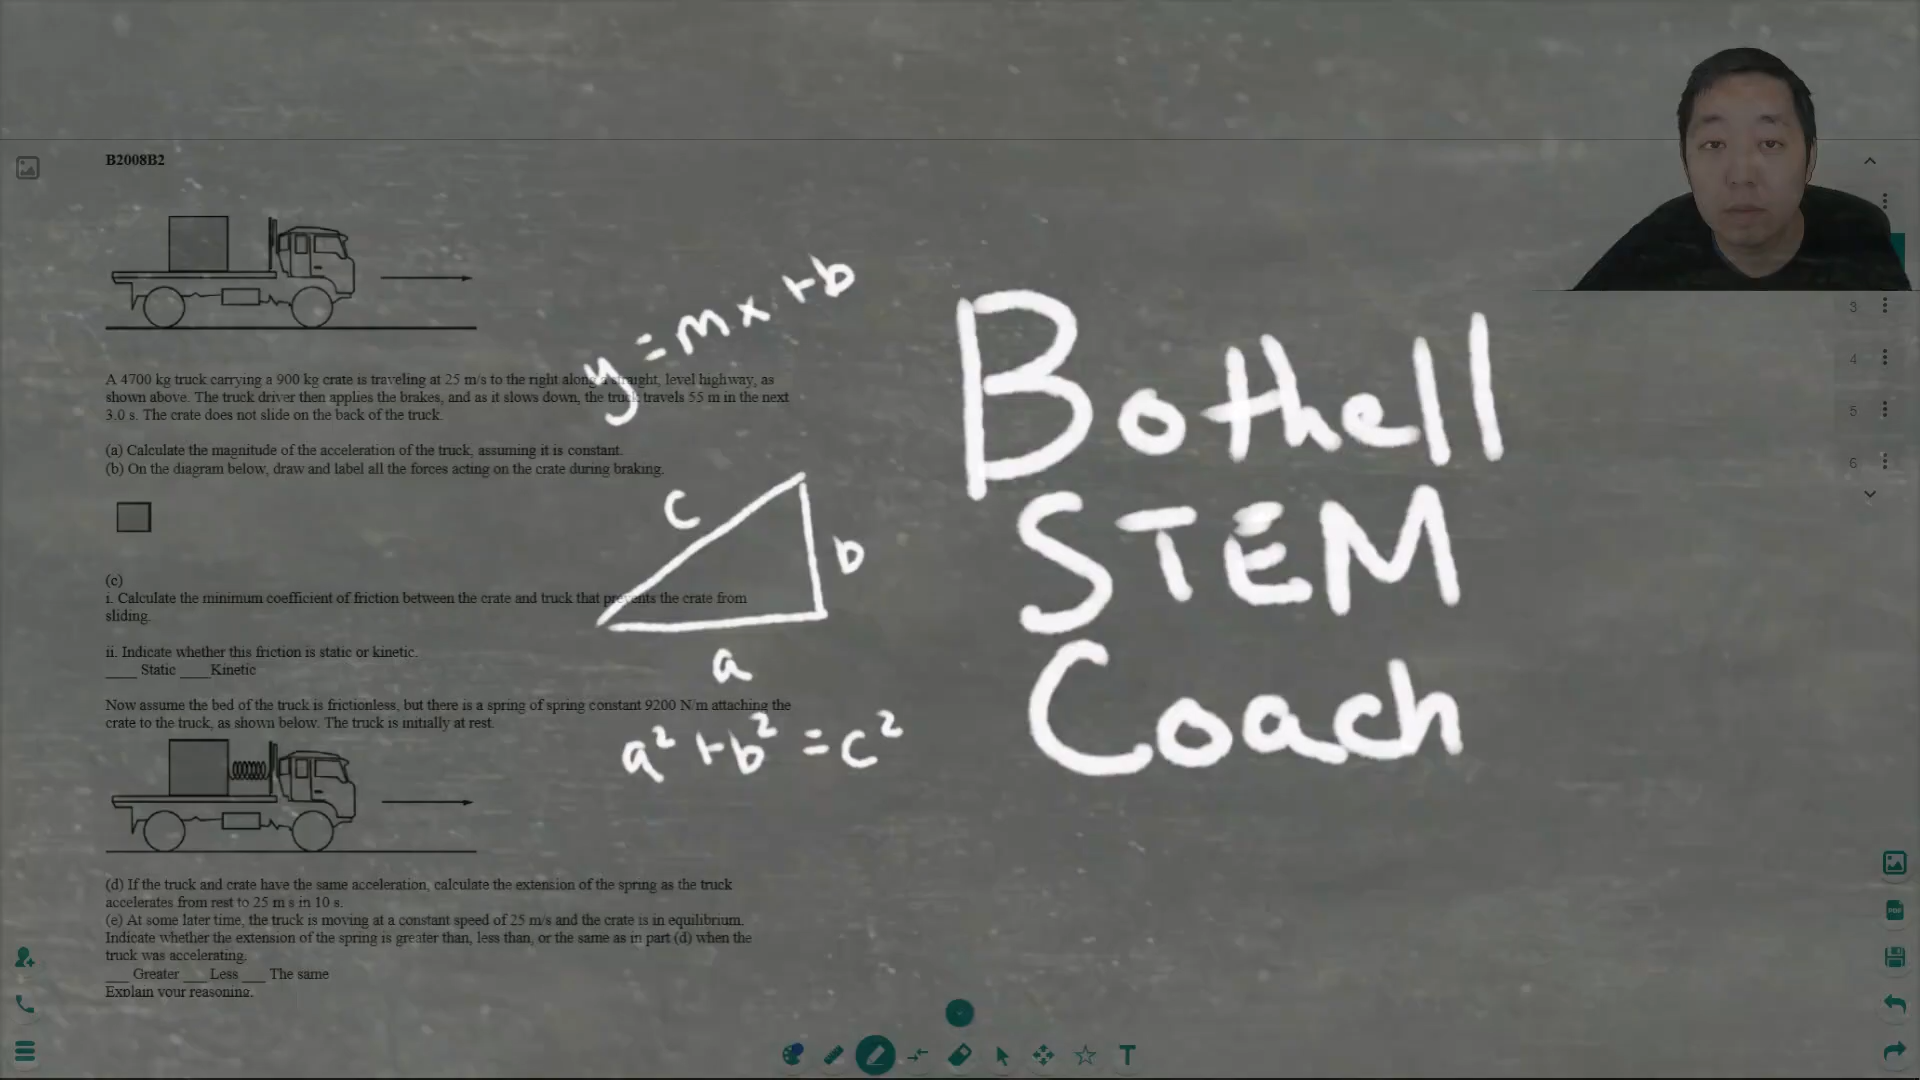 B2008B2
A 4700 kg truck carrying a 900 kg crate is traveling at 25 m/s to the right along a straight, level highway, as
shown above. The truck driver then applies the brakes, and as it slows down, the truck travels 55 m in the next
3.0 s. The crate does not slide on the back of the truck.
(a) Calculate the magnitude of the acceleration of the truck, assuming it is constant.
(b) On the diagram below, draw and label all the forces acting on the crate during braking.
(c)
i. Calculate the minimum coefficient of friction between the crate and truck that prevents the crate from
sliding.
ii. Indicate whether this friction is static or kinetic.
____ Static ____Kinetic
Now assume the bed of the truck is frictionless, but there is a spring of spring constant 9200 N/m attaching the
crate to the truck, as shown below. The truck is initially at rest.
(d) If the truck and crate have the same acceleration, calculate the extension of the spring as the truck
accelerates from rest to 25 m s in 10 s.
(e) At some later time, the truck is moving at a constant speed of 25 m/s and the crate is in equilibrium.
Indicate whether the extension of the spring is greater than, less than, or the same as in part (d) when the
truck was accelerating.
___ Greater ___ Less ___ The same
Explain your reasoning.
y=mx+b
c
b
a
a²+b²=c²
Bothell
STEM
Coach
3
4
5
6
PDF
T